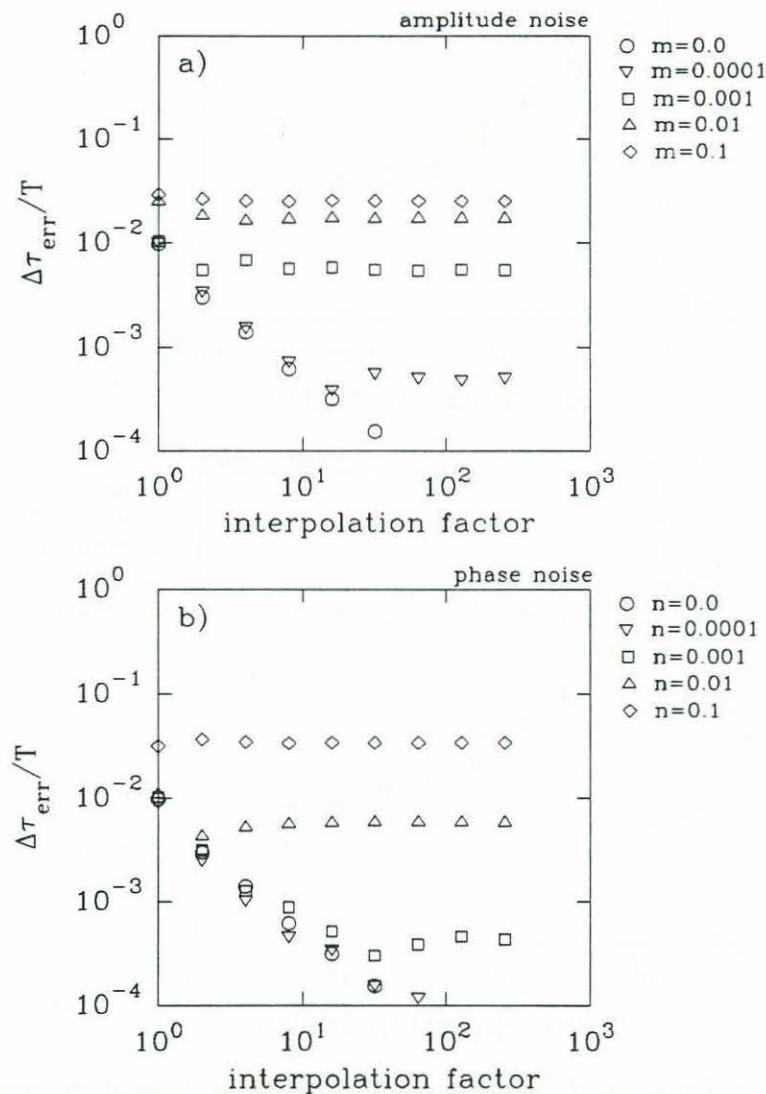 amplitude noise
a)
10^0
10^-1
10^-2
10^-3
10^-4
Δτ_err/T
10^0 10^1 10^2 10^3
interpolation factor
○ m=0.0
▽ m=0.0001
□ m=0.001
△ m=0.01
◇ m=0.1
phase noise
b)
10^0
10^-1
10^-2
10^-3
10^-4
Δτ_err/T
10^0 10^1 10^2 10^3
interpolation factor
○ n=0.0
▽ n=0.0001
□ n=0.001
△ n=0.01
◇ n=0.1